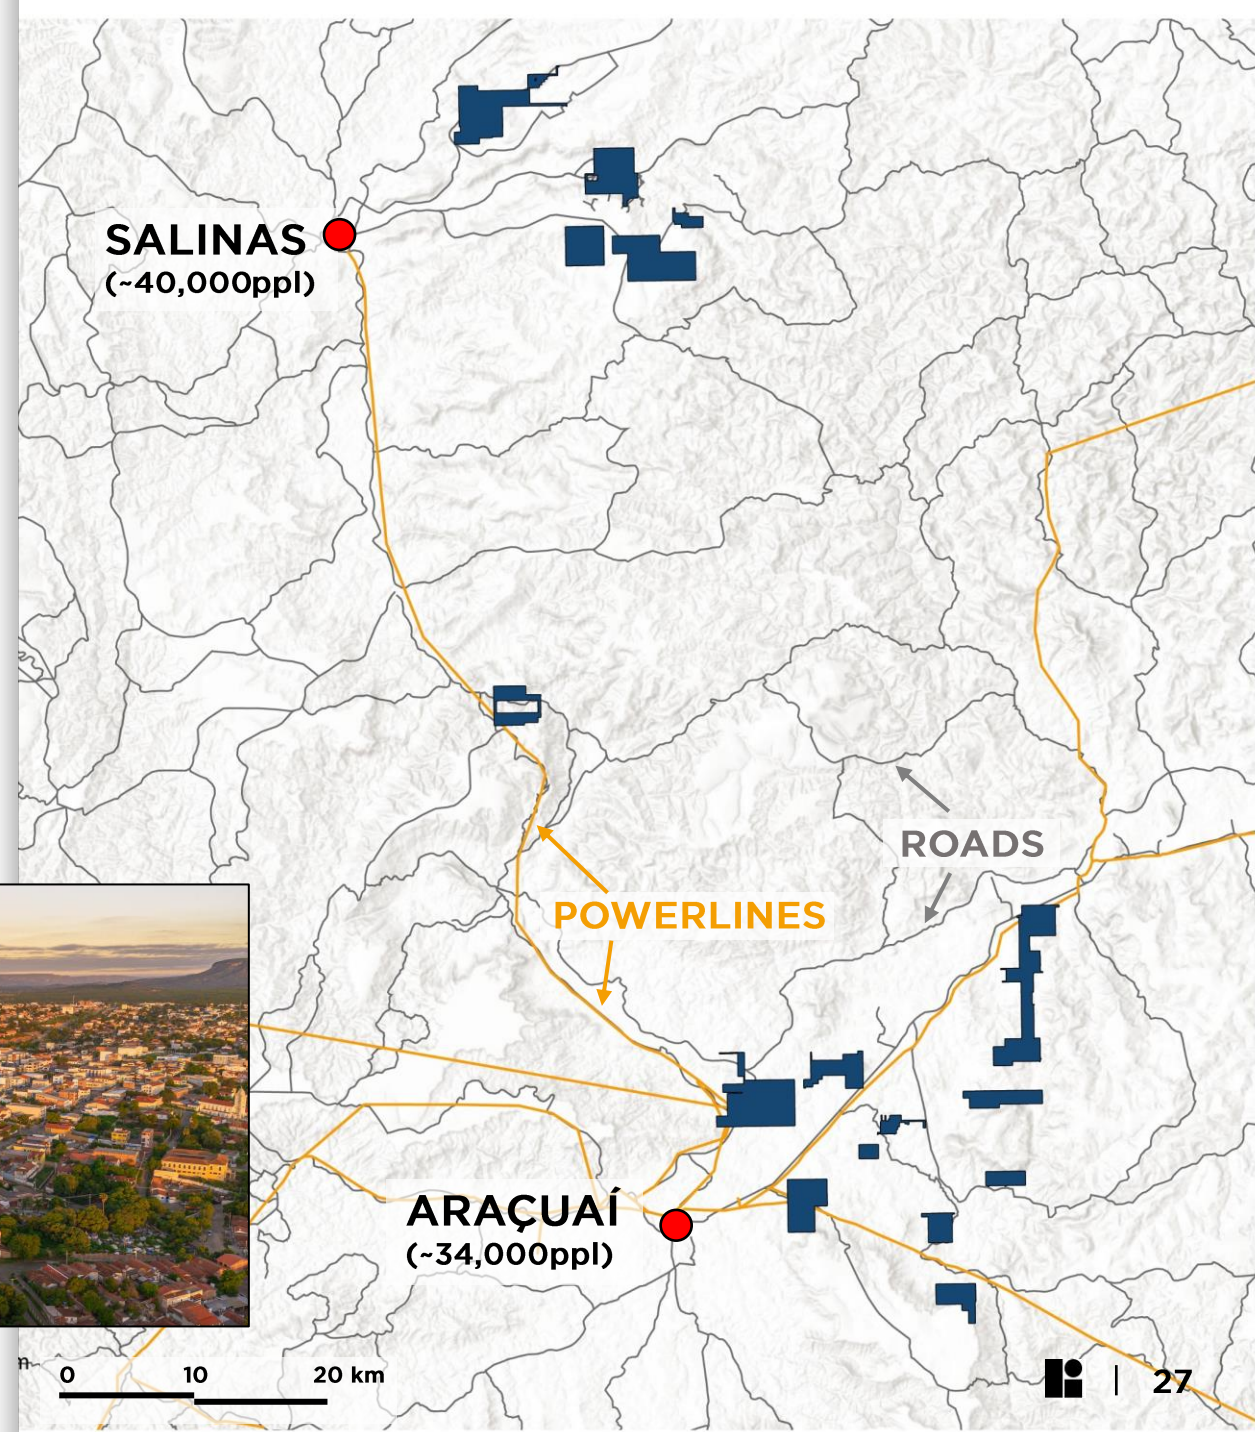 SALINAS
(~40,000ppl)
ROADS
POWERLINES
ARAÇUAÍ
(~34,000ppl)
0 10 20 km
| 27